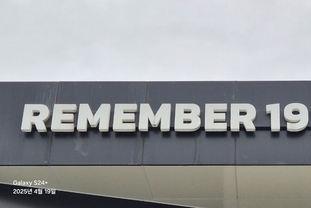 REMEMBER 19
Galaxy S24+
2025년 4월 19일